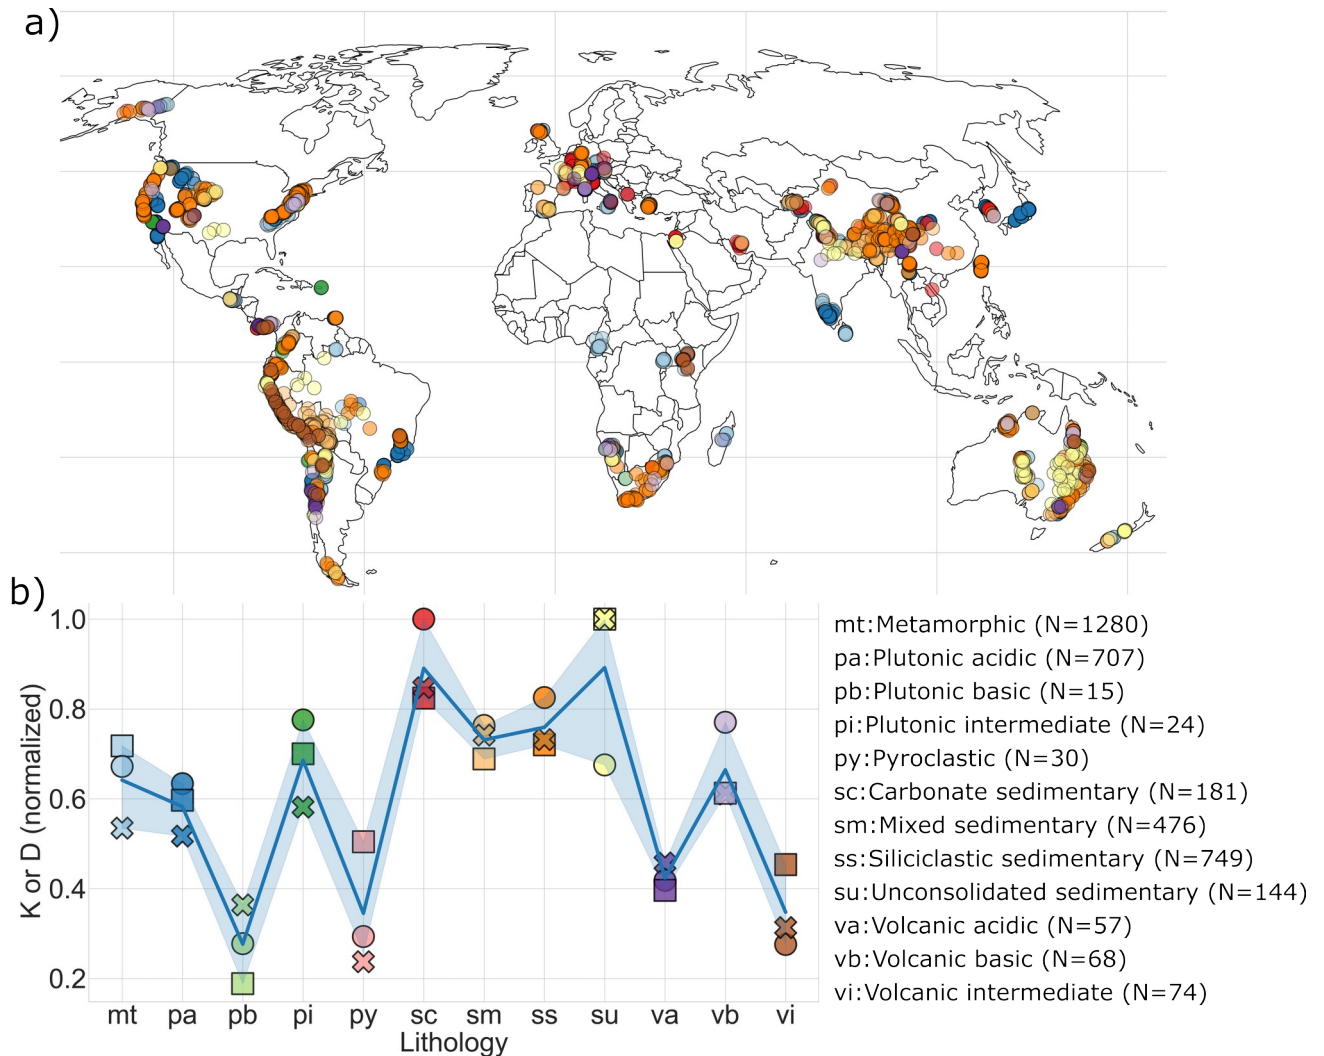 a)
b)
1.0
0.8
0.6
0.4
0.2
K or D (normalized)
mt pa pb pi py sc sm ss su va vb vi
Lithology
mt:Metamorphic (N=1280)
pa:Plutonic acidic (N=707)
pb:Plutonic basic (N=15)
pi:Plutonic intermediate (N=24)
py:Pyroclastic (N=30)
sc:Carbonate sedimentary (N=181)
sm:Mixed sedimentary (N=476)
ss:Siliciclastic sedimentary (N=749)
su:Unconsolidated sedimentary (N=144)
va:Volcanic acidic (N=57)
vb:Volcanic basic (N=68)
vi:Volcanic intermediate (N=74)